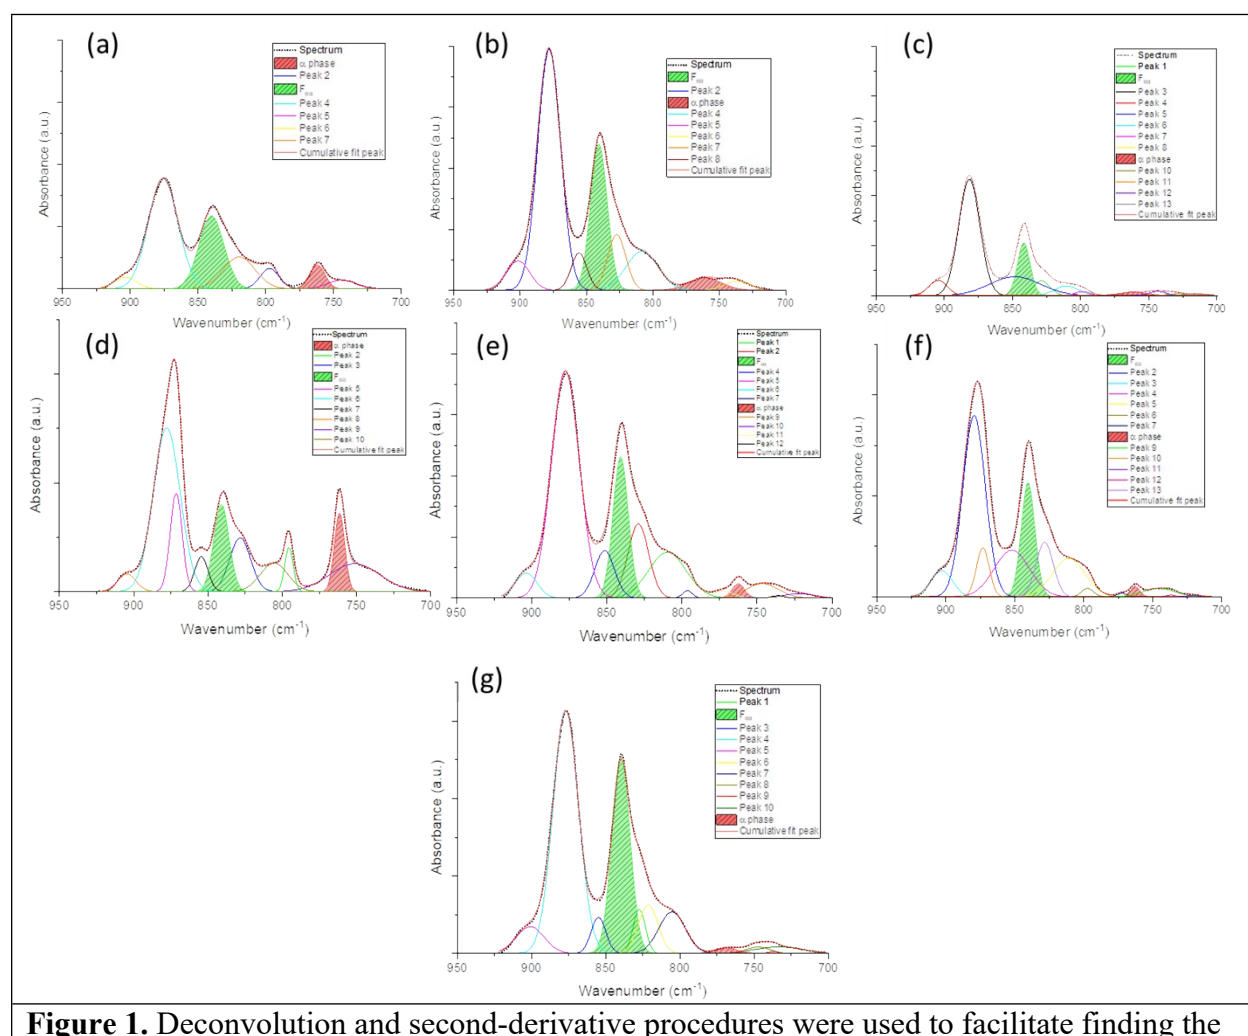 (a)
Spectrum
α phase
Peak 2
Peak 4
Peak 5
Peak 6
Peak 7
Cumulative fit peak
Absorbance (a.u.)
950 900 850 800 750 700
Wavenumber (cm-1)
(b)
Spectrum
Peak 2
α phase
Peak 4
Peak 5
Peak 6
Peak 7
Peak 8
Cumulative fit peak
Absorbance (a.u.)
950 900 850 800 750 700
Wavenumber (cm-1)
(c)
Spectrum
Peak 1
Peak 3
Peak 4
Peak 5
Peak 6
Peak 7
Peak 8
α phase
Peak 10
Peak 11
Peak 12
Peak 13
Cumulative fit peak
Absorbance (a.u.)
950 900 850 800 750 700
Wavenumber (cm-1)
(d)
Spectrum
α phase
Peak 2
Peak 3
Peak 5
Peak 6
Peak 7
Peak 8
Peak 9
Peak 10
Cumulative fit peak
Absorbance (a.u.)
950 900 850 800 750 700
Wavenumber (cm-1)
(e)
Spectrum
Peak 1
Peak 2
Peak 4
Peak 5
Peak 6
Peak 7
α phase
Peak 9
Peak 10
Peak 11
Peak 12
Cumulative fit peak
Absorbance (a.u.)
950 900 850 800 750 700
Wavenumber (cm-1)
(f)
Spectrum
Peak 2
Peak 3
Peak 4
Peak 5
Peak 6
Peak 7
α phase
Peak 9
Peak 10
Peak 11
Peak 12
Peak 13
Cumulative fit peak
Absorbance (a.u.)
950 900 850 800 750 700
Wavenumber (cm-1)
(g)
Spectrum
Peak 1
Peak 3
Peak 4
Peak 5
Peak 6
Peak 7
Peak 8
Peak 9
Peak 10
α phase
Cumulative fit peak
Absorbance (a.u.)
950 900 850 800 750 700
Wavenumber (cm-1)
Figure 1. Deconvolution and second-derivative procedures were used to facilitate finding the